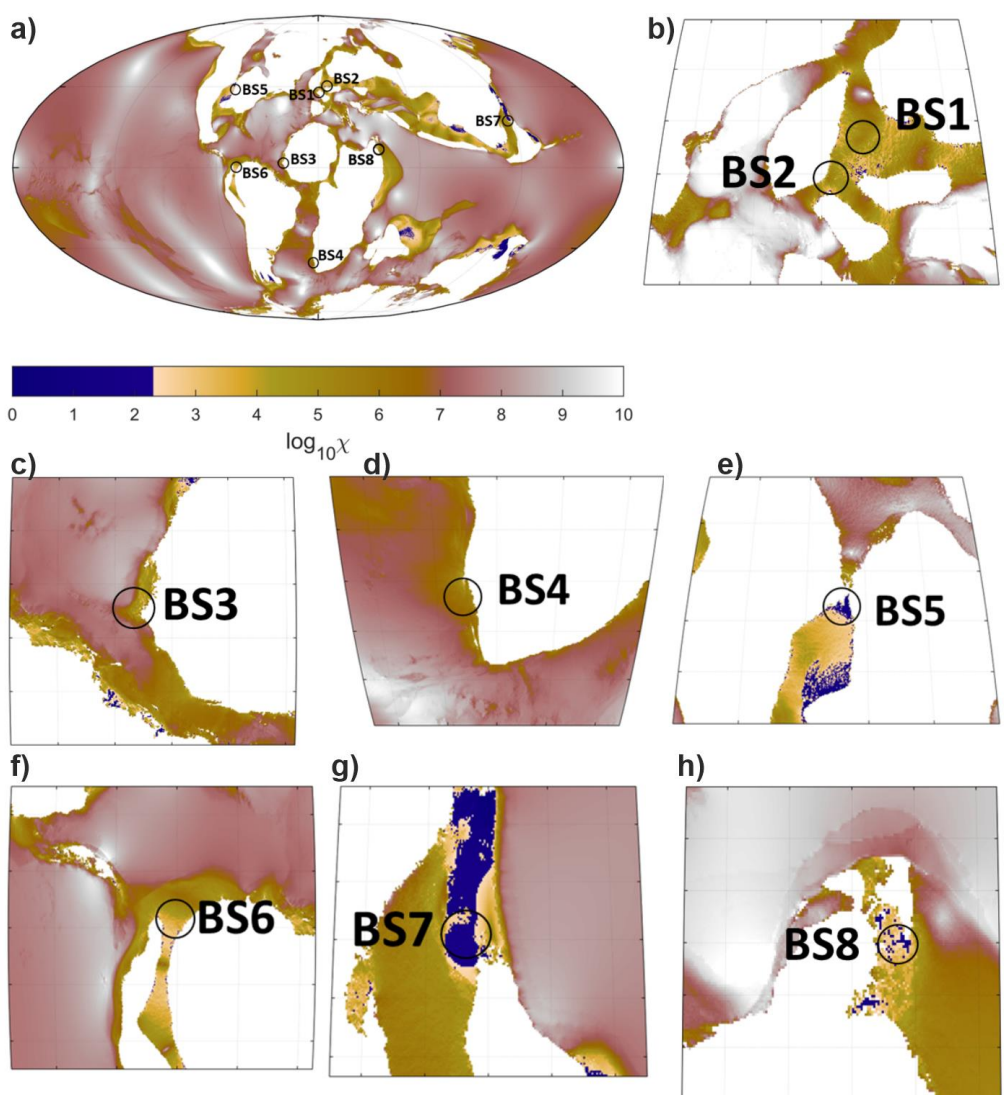 a)
BS5
BS2
BS1
BS7
BS3
BS8
BS6
BS4
b)
BS1
BS2
0 1 2 3 4 5 6 7 8 9 10
log₁₀χ
c)
BS3
d)
BS4
e)
BS5
f)
BS6
g)
BS7
h)
BS8